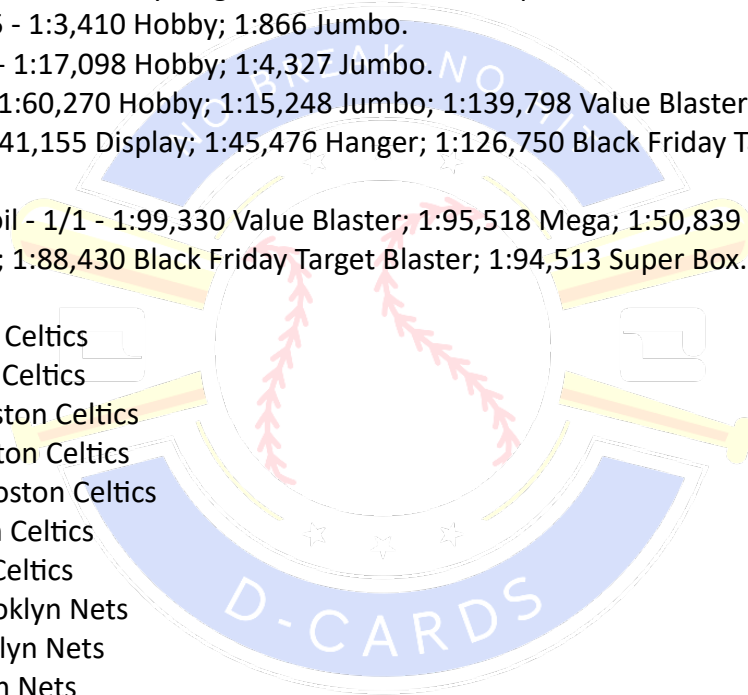 5 - 1:3,410 Hobby; 1:866 Jumbo.
- 1:17,098 Hobby; 1:4,327 Jumbo.
1:60,270 Hobby; 1:15,248 Jumbo; 1:139,798 Value Blaster
41,155 Display; 1:45,476 Hanger; 1:126,750 Black Friday T
oil - 1/1 - 1:99,330 Value Blaster; 1:95,518 Mega; 1:50,839
; 1:88,430 Black Friday Target Blaster; 1:94,513 Super Box.
Celtics
Celtics
ston Celtics
ton Celtics
oston Celtics
n Celtics
Celtics
oklyn Nets
lyn Nets
n Nets
NO BREAK NO HIT
D-CARDS